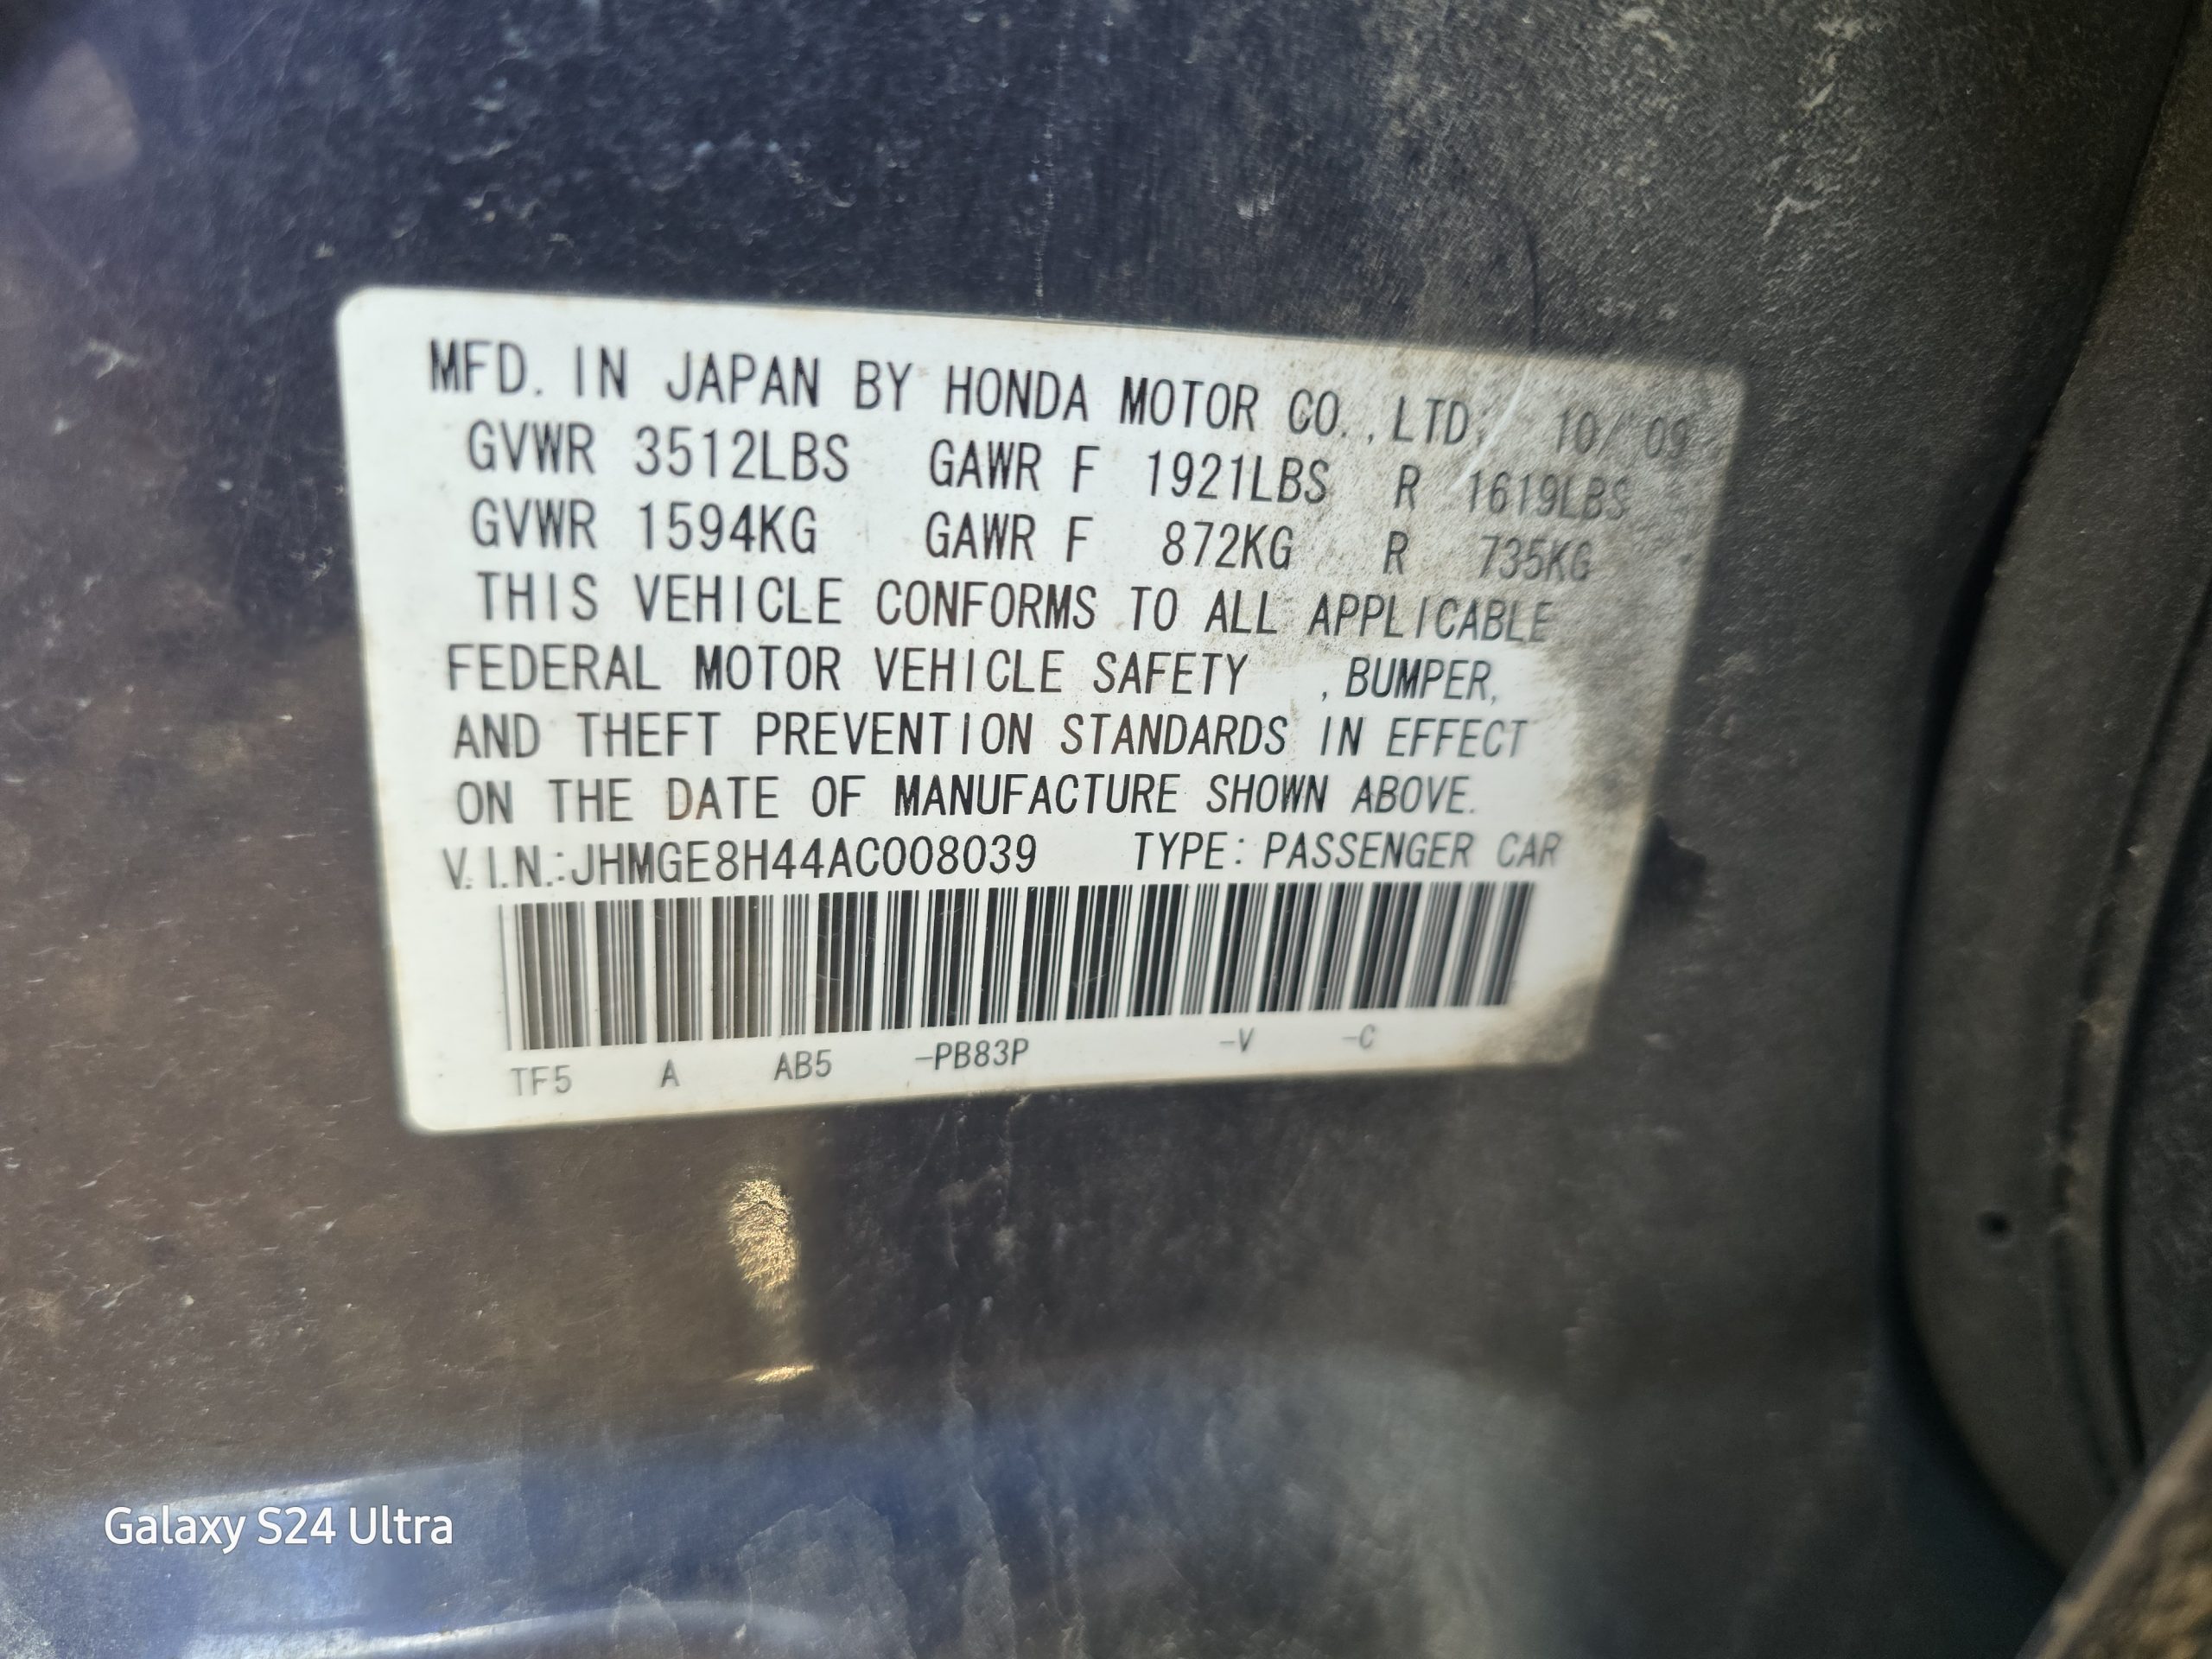 MFD. IN JAPAN BY HONDA MOTOR CO.,LTD. 10/ 09
GVWR 3512LBS GAWR F 1921LBS R 1619LBS
GVWR 1594KG GAWR F 872KG R 735KG
THIS VEHICLE CONFORMS TO ALL APPLICABLE
FEDERAL MOTOR VEHICLE SAFETY , BUMPER,
AND THEFT PREVENTION STANDARDS IN EFFECT
ON THE DATE OF MANUFACTURE SHOWN ABOVE.
V.I.N.:JHMGE8H44AC008039 TYPE: PASSENGER CAR
TF5 A AB5 -PB83P -V -C
Galaxy S24 Ultra